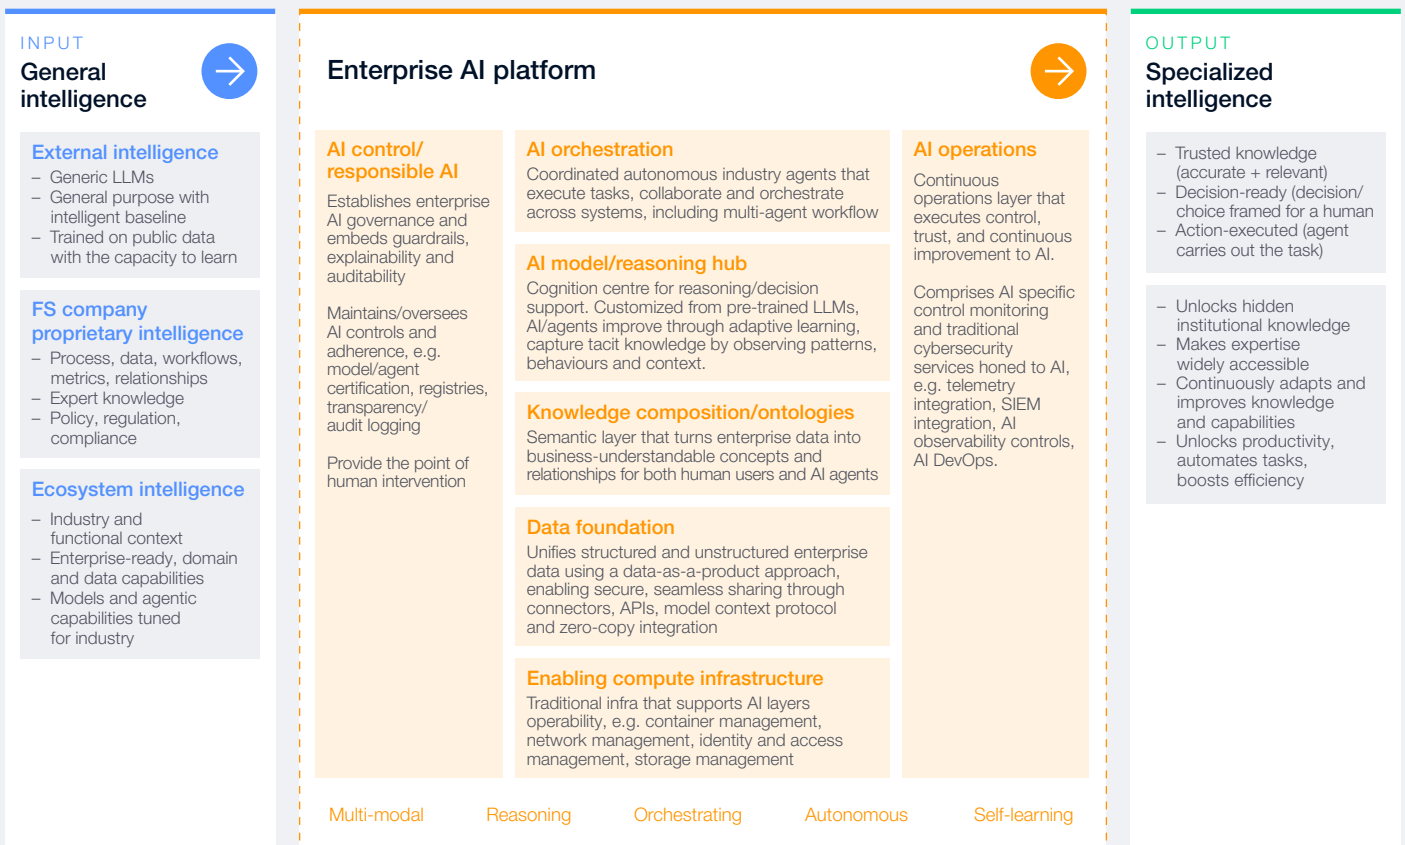 INPUT
General
intelligence
External intelligence
– Generic LLMs
– General purpose with
intelligent baseline
– Trained on public data
with the capacity to learn
FS company
proprietary intelligence
– Process, data, workflows,
metrics, relationships
– Expert knowledge
– Policy, regulation,
compliance
Ecosystem intelligence
– Industry and
functional context
– Enterprise-ready, domain
and data capabilities
– Models and agentic
capabilities tuned
for industry
Enterprise AI platform
AI control/
responsible AI
Establishes enterprise
AI governance and
embeds guardrails,
explainability and
auditability
Maintains/oversees
AI controls and
adherence, e.g.
model/agent
certification, registries,
transparency/
audit logging
Provide the point of
human intervention
AI orchestration
Coordinated autonomous industry agents that
execute tasks, collaborate and orchestrate
across systems, including multi-agent workflow
AI model/reasoning hub
Cognition centre for reasoning/decision
support. Customized from pre-trained LLMs,
AI/agents improve through adaptive learning,
capture tacit knowledge by observing patterns,
behaviours and context.
Knowledge composition/ontologies
Semantic layer that turns enterprise data into
business-understandable concepts and
relationships for both human users and AI agents
Data foundation
Unifies structured and unstructured enterprise
data using a data-as-a-product approach,
enabling secure, seamless sharing through
connectors, APIs, model context protocol
and zero-copy integration
Enabling compute infrastructure
Traditional infra that supports AI layers
operability, e.g. container management,
network management, identity and access
management, storage management
AI operations
Continuous
operations layer that
executes control,
trust, and continuous
improvement to AI.
Comprises AI specific
control monitoring
and traditional
cybersecurity
services honed to AI,
e.g. telemetry
integration, SIEM
integration, AI
observability controls,
AI DevOps.
Multi-modal
Reasoning
Orchestrating
Autonomous
Self-learning
OUTPUT
Specialized
intelligence
– Trusted knowledge
(accurate + relevant)
– Decision-ready (decision/
choice framed for a human
– Action-executed (agent
carries out the task)
– Unlocks hidden
institutional knowledge
– Makes expertise
widely accessible
– Continuously adapts and
improves knowledge
and capabilities
– Unlocks productivity,
automates tasks,
boosts efficiency